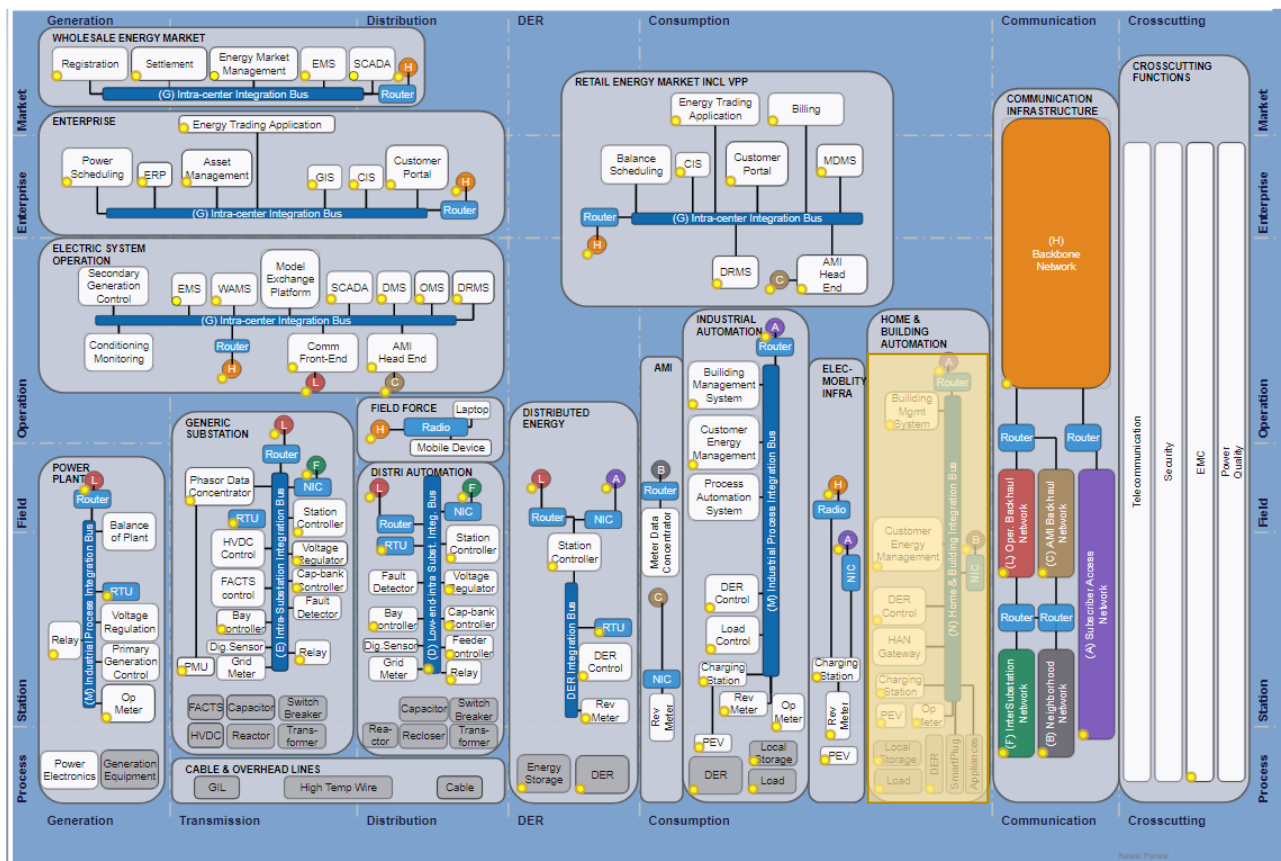 Generation
Distribution
DER
Consumption
Communication
Crosscutting
Market
Enterprise
Operation
Field
Station
Process
WHOLESALE ENERGY MARKET
Registration
Settlement
Energy Market
Management
EMS
SCADA
H
Router
(G) Intra-center Integration Bus
ENTERPRISE
Energy Trading Application
Power
Scheduling
ERP
Asset
Management
GIS
CIS
Customer
Portal
H
Router
(G) Intra-center Integration Bus
ELECTRIC SYSTEM
OPERATION
Secondary
Generation
Control
EMS
WAMS
Model
Exchange
Platform
SCADA
DMS
OMS
DRMS
(G) Intra-center Integration Bus
Conditioning
Monitoring
Router
H
Comm
Front-End
L
AMI
Head End
C
RETAIL ENERGY MARKET INCL VPP
Energy Trading
Application
Billing
Balance
Scheduling
CIS
Customer
Portal
MDMS
Router
(G) Intra-center Integration Bus
H
DRMS
C
AMI
Head
End
POWER
PLANT
L
Router
(M) Industrial Process Integration Bus
Balance
of Plant
RTU
Relay
Voltage
Regulation
Primary
Generation
Control
Op
Meter
Power
Electronics
Generation
Equipment
GENERIC
SUBSTATION
L
Router
F
NIC
Phasor Data
Concentrator
RTU
(E) Intra-Substation Integration Bus
Station
Controller
HVDC
Control
Voltage
Regulator
FACTS
control
Cap-bank
Controller
Bay
Controller
Fault
Detector
Dig.Sensor
PMU
Grid
Meter
Relay
FACTS
Capacitor
Switch
Breaker
HVDC
Reactor
Trans-
former
FIELD FORCE
Laptop
H
Radio
Mobile Device
DISTRI AUTOMATION
L
F
Router
NIC
RTU
(D) Low-end-intra Subst. Integ. Bus
Station
Controller
Fault
Detector
Voltage
Regulator
Bay
Controller
Cap-bank
Controller
Dig.Sensor
Feeder
Controller
Grid
Meter
Relay
Capacitor
Switch
Breaker
Rea-
ctor
Recloser
Trans-
former
CABLE & OVERHEAD LINES
GIL
High Temp Wire
Cable
DISTRIBUTED
ENERGY
L
A
Router
NIC
Station
Controller
DER Integration Bus
RTU
DER
Control
Rev
Meter
Energy
Storage
DER
AMI
B
Router
Meter Data
Concentrator
C
NIC
Rev
Meter
INDUSTRIAL
AUTOMATION
A
Router
Building
Management
System
Customer
Energy
Management
Process
Automation
System
(M) Industrial Process Integration Bus
DER
Control
Load
Control
Charging
Station
Rev
Meter
Op
Meter
PEV
Local
Storage
DER
Load
ELEC-
MOBLITY
INFRA
H
Radio
A
NIC
Charging
Station
Rev
Meter
PEV
HOME &
BUILDING
AUTOMATION
A
Router
Builiding
Mgmt
System
(N) Home & Building Integration Bus
Customer
Energy
Management
B
NIC
DER
Control
HAN
Gateway
Charging
Station
PEV
Op
Meter
Local
Storage
Load
DER
SmartPlug
Appliances
COMMUNICATION
INFRASTRUCTURE
(H)
Backbone
Network
Router
Router
(L) Oper. Backhaul
Network
(C) AMI Backhaul
Network
(A) Subscriber Access
Network
Router
Router
(F) InterSubstation
Network
(B) Neighborhood
Network
CROSSCUTTING
FUNCTIONS
Telecommunication
Security
EMC
Power
Quality
Market
Enterprise
Operation
Field
Station
Process
Generation
Transmission
Distribution
DER
Consumption
Communication
Crosscutting